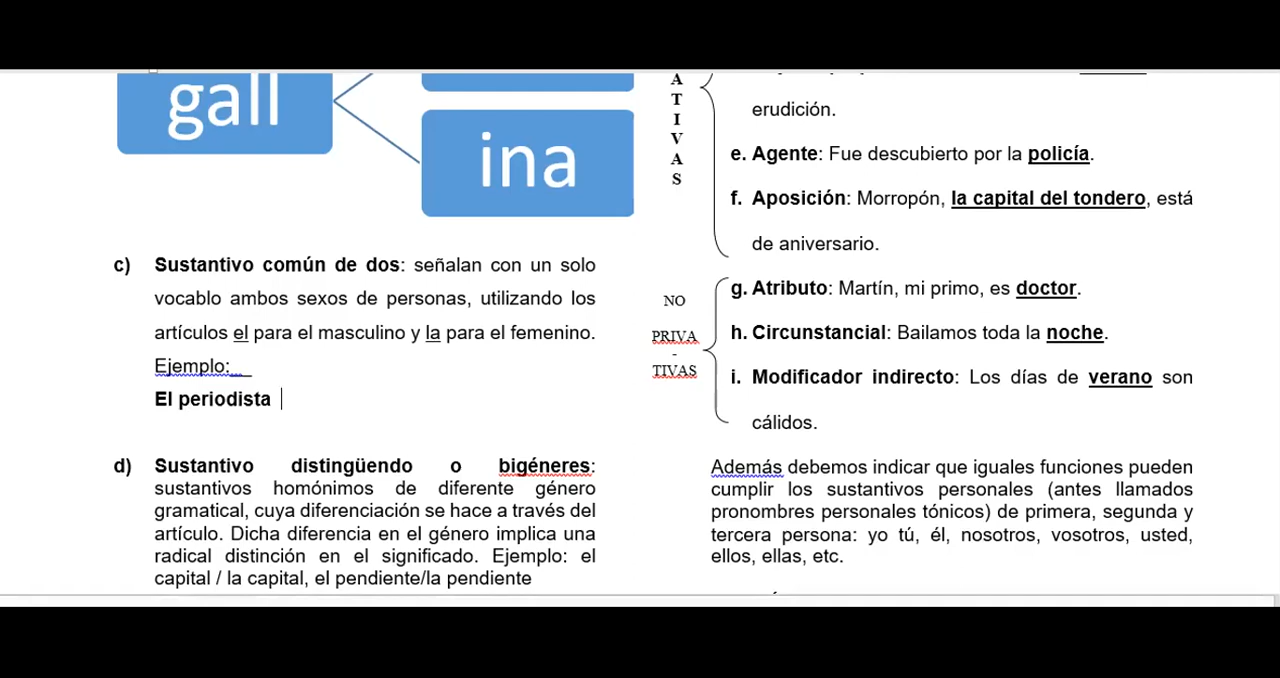 gall
ina
c) Sustantivo común de dos: señalan con un solo
vocablo ambos sexos de personas, utilizando los
artículos el para el masculino y la para el femenino.
Ejemplo:
El periodista
d) Sustantivo distingüendo o bigéneres:
sustantivos homónimos de diferente género
gramatical, cuya diferenciación se hace a través del
artículo. Dicha diferencia en el género implica una
radical distinción en el significado. Ejemplo: el
capital / la capital, el pendiente/la pendiente
A
T
I
V
A
S
erudición.
e. Agente: Fue descubierto por la policía.
f. Aposición: Morropón, la capital del tondero, está
de aniversario.
NO
PRIVA
-
TIVAS
g. Atributo: Martín, mi primo, es doctor.
h. Circunstancial: Bailamos toda la noche.
i. Modificador indirecto: Los días de verano son
cálidos.
Además debemos indicar que iguales funciones pueden
cumplir los sustantivos personales (antes llamados
pronombres personales tónicos) de primera, segunda y
tercera persona: yo tú, él, nosotros, vosotros, usted,
ellos, ellas, etc.